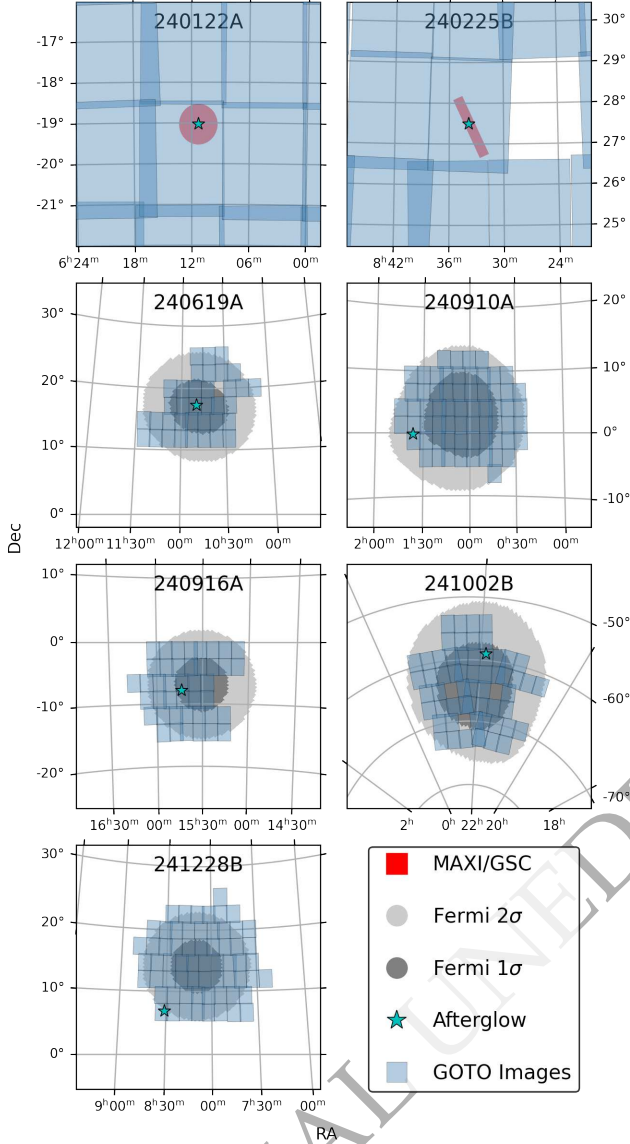 240122A
240225B
-17°
-18°
-19°
-20°
-21°
30°
29°
28°
27°
26°
25°
6ʰ24ᵐ 18ᵐ 12ᵐ 06ᵐ 00ᵐ
8ʰ42ᵐ 36ᵐ 30ᵐ 24ᵐ
240619A
240910A
30°
20°
10°
0°
20°
10°
0°
-10°
12ʰ00ᵐ 11ʰ30ᵐ 00ᵐ 10ʰ30ᵐ 00ᵐ
2ʰ00ᵐ 1ʰ30ᵐ 00ᵐ 0ʰ30ᵐ 00ᵐ
Dec
240916A
241002B
10°
0°
-10°
-20°
-50°
-60°
-70°
16ʰ30ᵐ 00ᵐ 15ʰ30ᵐ 00ᵐ 14ʰ30ᵐ
2ʰ 0ʰ 22ʰ20ʰ 18ʰ
241228B
30°
20°
10°
0°
9ʰ00ᵐ 8ʰ30ᵐ 00ᵐ 7ʰ30ᵐ 00ᵐ
RA
MAXI/GSC
Fermi 2σ
Fermi 1σ
Afterglow
GOTO Images